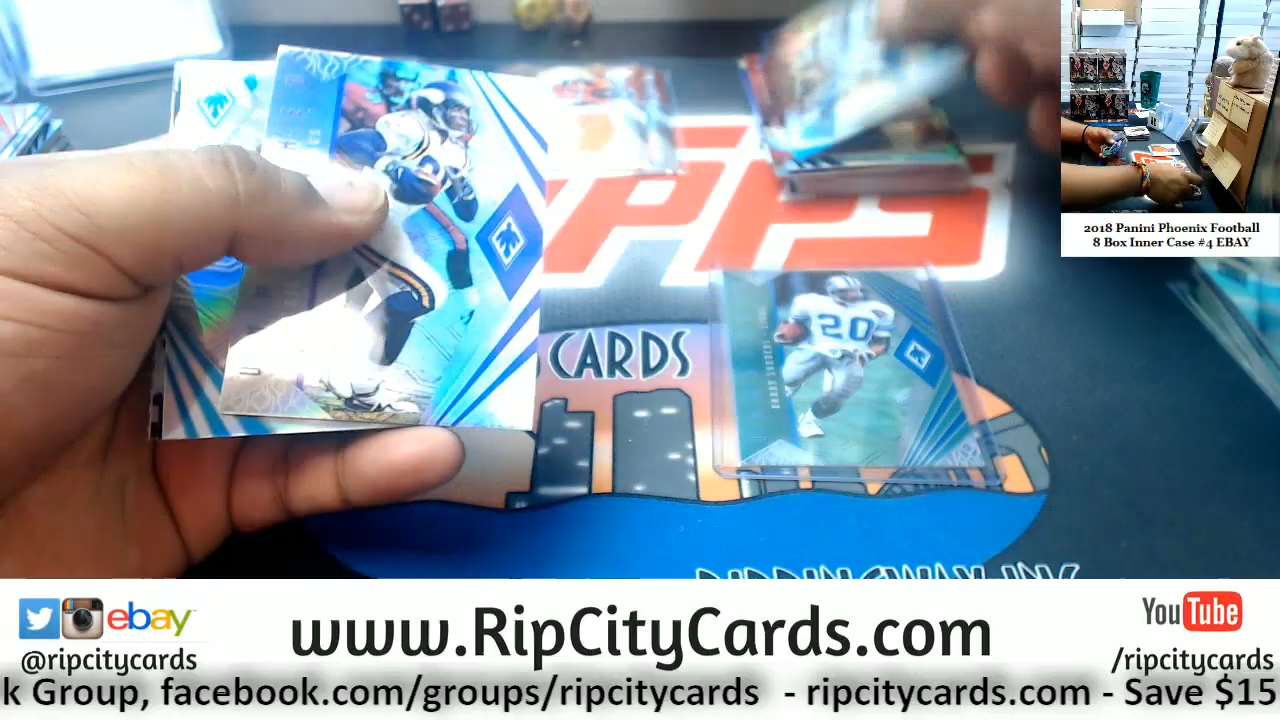 2018 Panini Phoenix Football
8 Box Inner Case #4 EBAY
20
CARDS
ebay
@ripcitycards
www.RipCityCards.com
YouTube
/ripcitycards
k Group, facebook.com/groups/ripcitycards - ripcitycards.com - Save $15